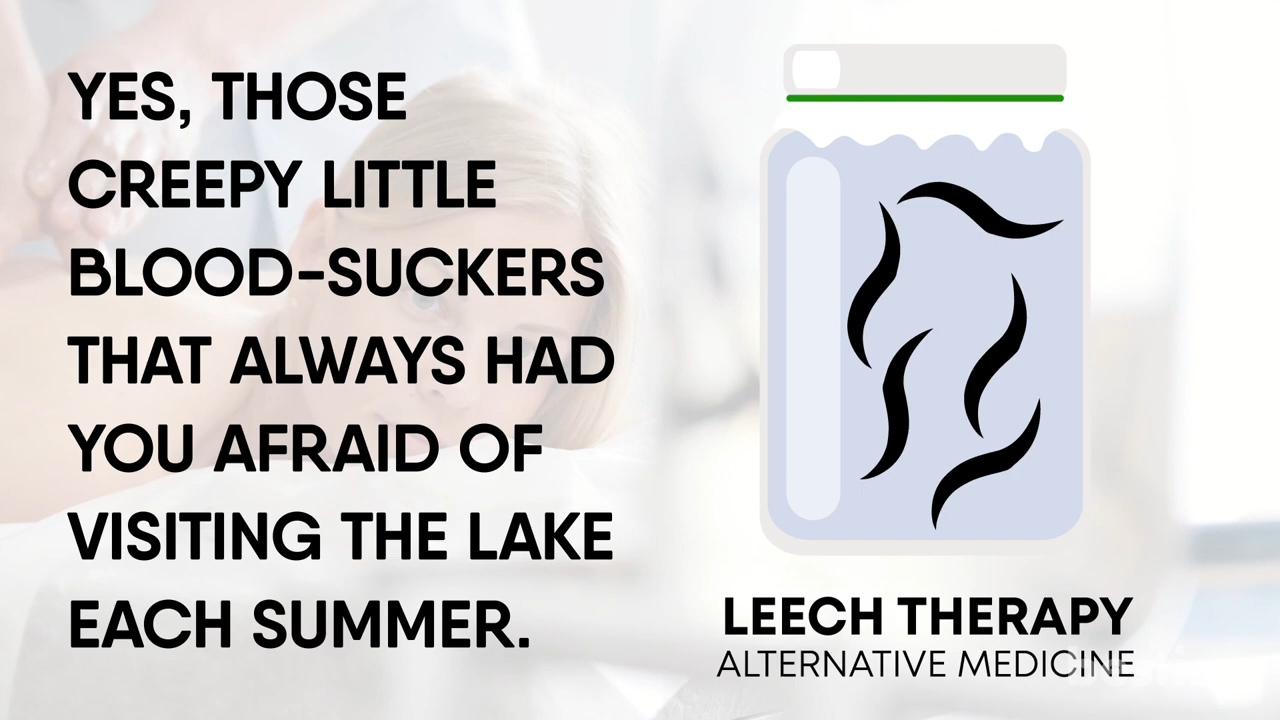 YES, THOSE
CREEPY LITTLE
BLOOD-SUCKERS
THAT ALWAYS HAD
YOU AFRAID OF
VISITING THE LAKE
EACH SUMMER.
LEECH THERAPY
ALTERNATIVE MEDICINE